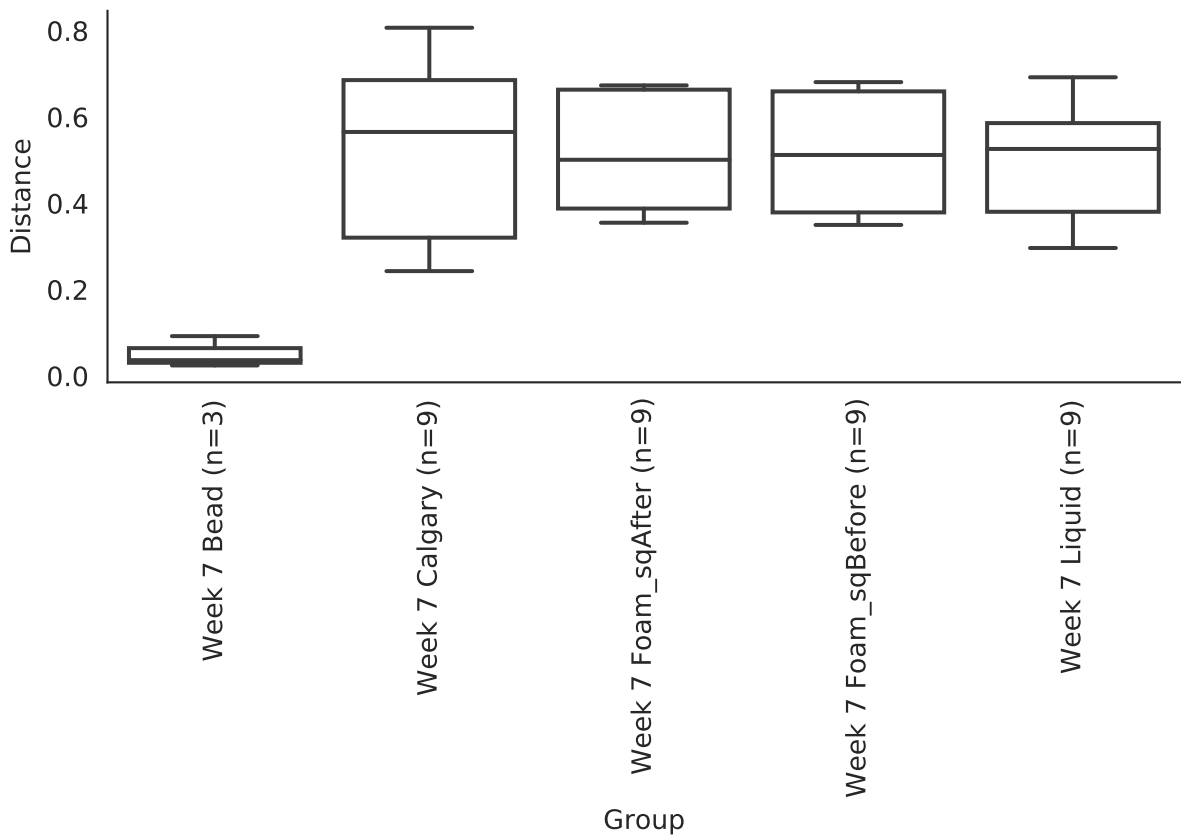 0.8
0.6
0.4
0.2
0.0
Distance
Week 7 Bead (n=3)
Week 7 Calgary (n=9)
Week 7 Foam_sqAfter (n=9)
Week 7 Foam_sqBefore (n=9)
Week 7 Liquid (n=9)
Group